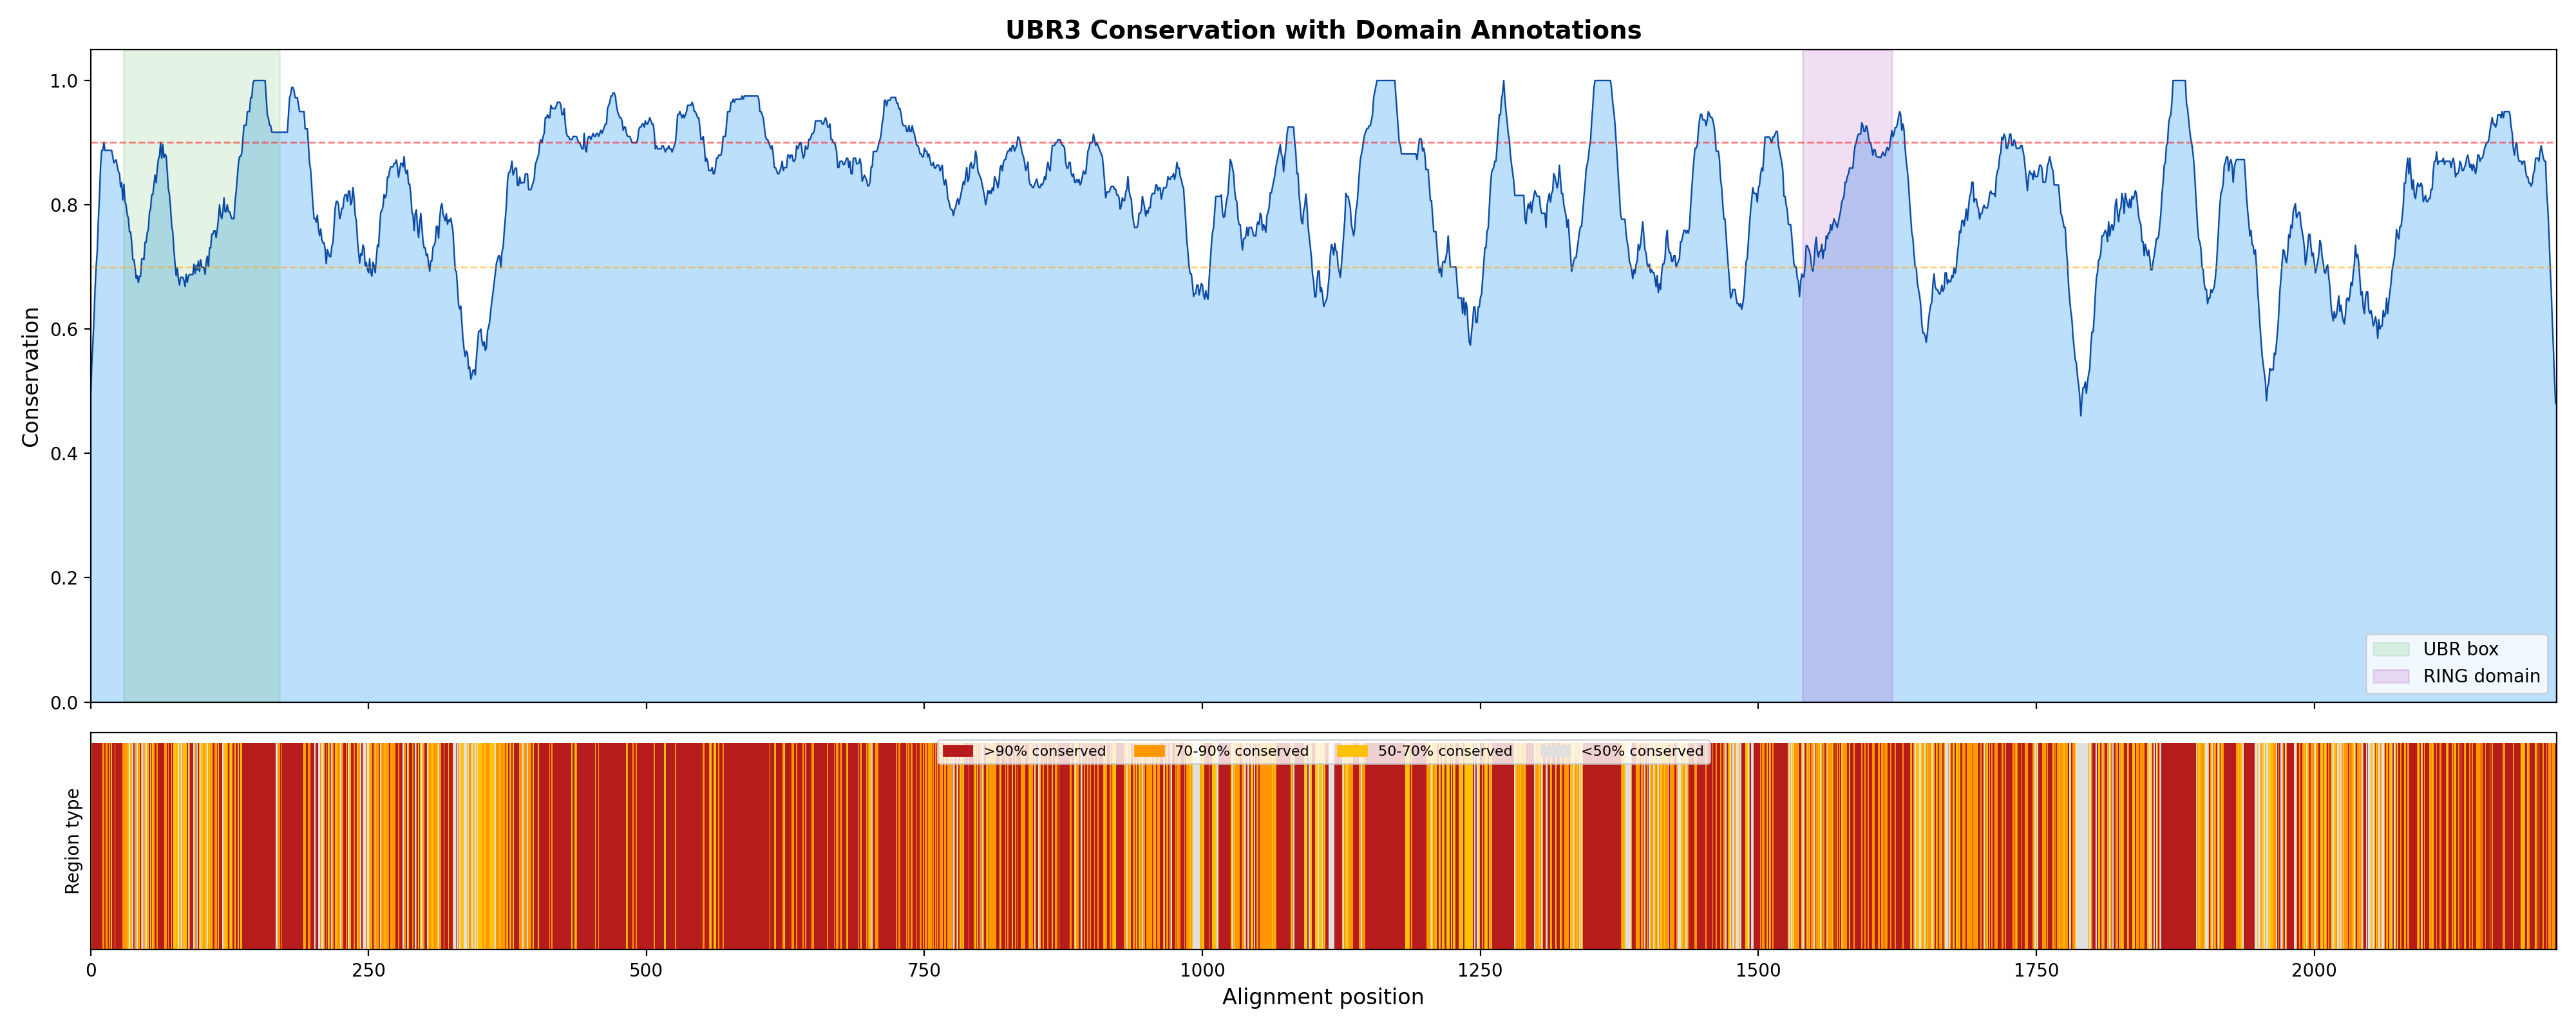 UBR3 Conservation with Domain Annotations
1.0
0.8
0.6
0.4
0.2
0.0
Conservation
UBR box
RING domain
>90% conserved 70-90% conserved 50-70% conserved <50% conserved
Region type
0 250 500 750 1000 1250 1500 1750 2000
Alignment position